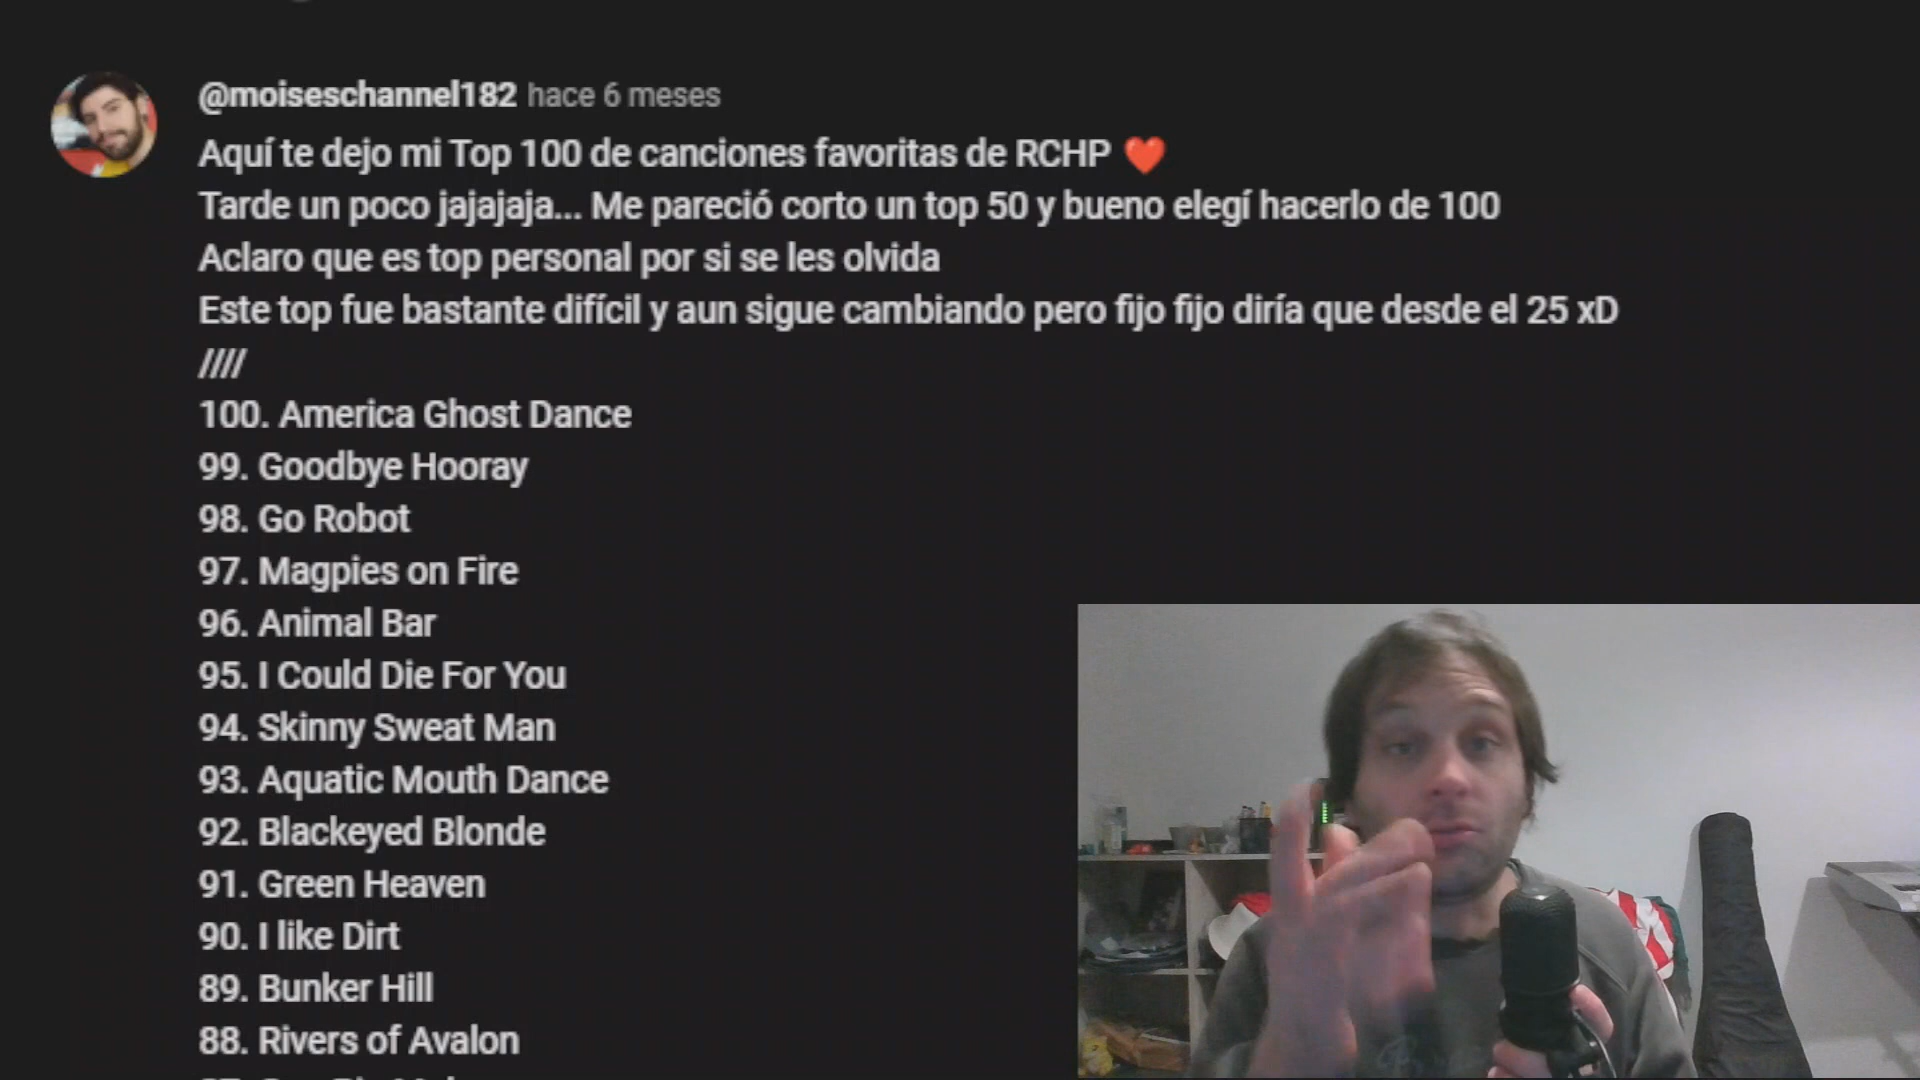 @moiseschannel182 hace 6 meses
Aquí te dejo mi Top 100 de canciones favoritas de RCHP ❤️
Tarde un poco jajajaja... Me pareció corto un top 50 y bueno elegí hacerlo de 100
Aclaro que es top personal por si se les olvida
Este top fue bastante difícil y aun sigue cambiando pero fijo fijo diría que desde el 25 xD
////
100. America Ghost Dance
99. Goodbye Hooray
98. Go Robot
97. Magpies on Fire
96. Animal Bar
95. I Could Die For You
94. Skinny Sweat Man
93. Aquatic Mouth Dance
92. Blackeyed Blonde
91. Green Heaven
90. I like Dirt
89. Bunker Hill
88. Rivers of Avalon